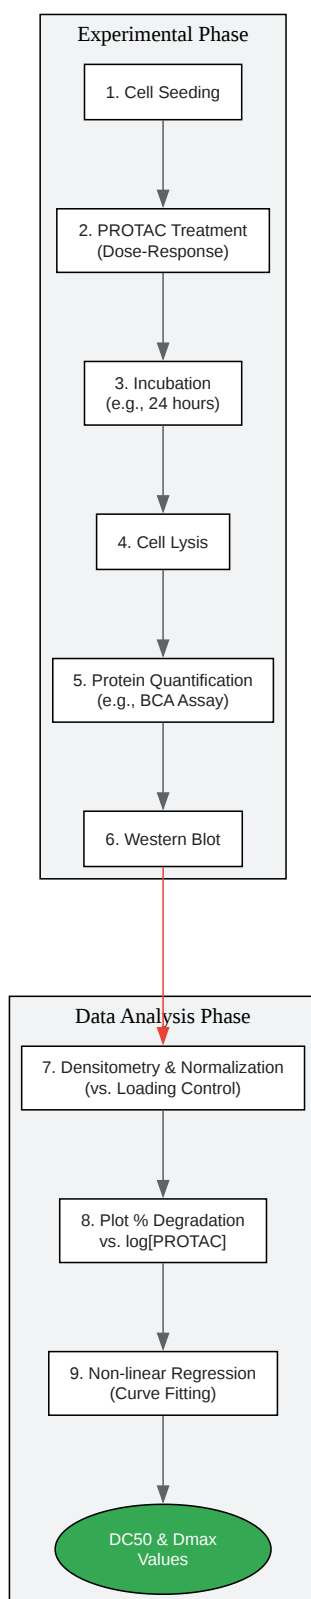 Experimental Phase
1. Cell Seeding
2. PROTAC Treatment
(Dose-Response)
3. Incubation
(e.g., 24 hours)
4. Cell Lysis
5. Protein Quantification
(e.g., BCA Assay)
6. Western Blot
Data Analysis Phase
7. Densitometry & Normalization
(vs. Loading Control)
8. Plot % Degradation
vs. log[PROTAC]
9. Non-linear Regression
(Curve Fitting)
DC50 & Dmax
Values